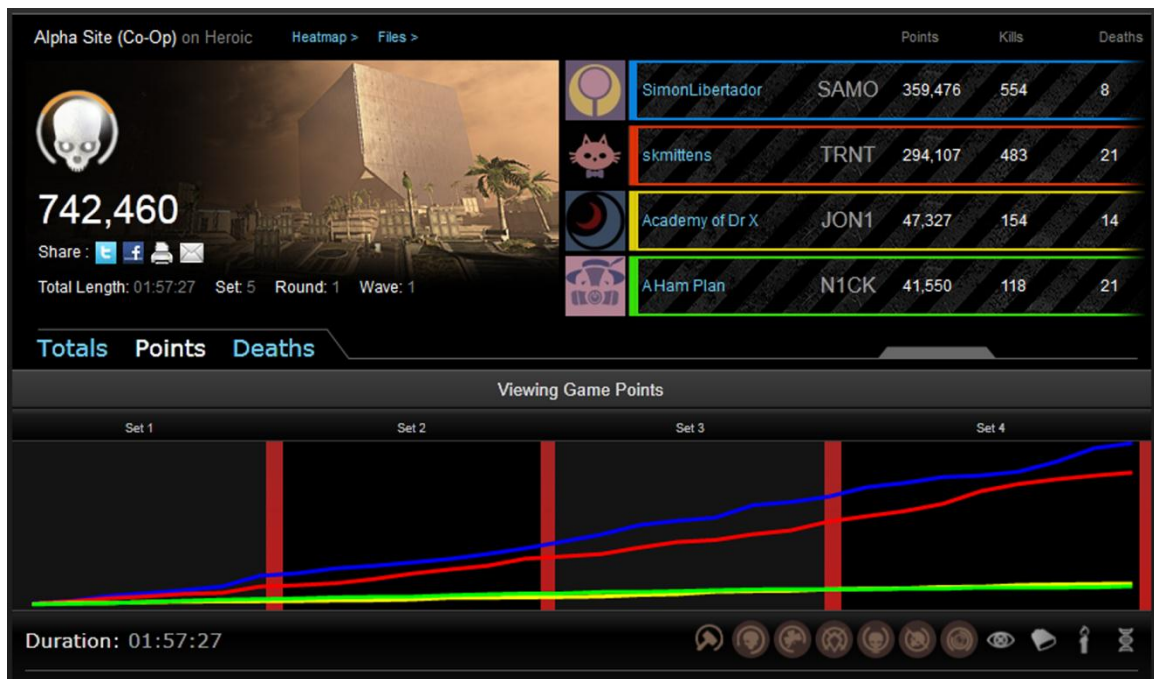 Alpha Site (Co-Op) on Heroic Heatmap > Files > Points Kills Deaths
SimonLibertador SAMO 359,476 554 8
skmittens TRNT 294,107 483 21
742,460
Academy of Dr X JON1 47,327 154 14
Share : t f
Total Length: 01:57:27 Set: 5 Round: 1 Wave: 1
A Ham Plan N1CK 41,550 118 21
Totals Points Deaths
Viewing Game Points
Set 1 Set 2 Set 3 Set 4
Duration: 01:57:27